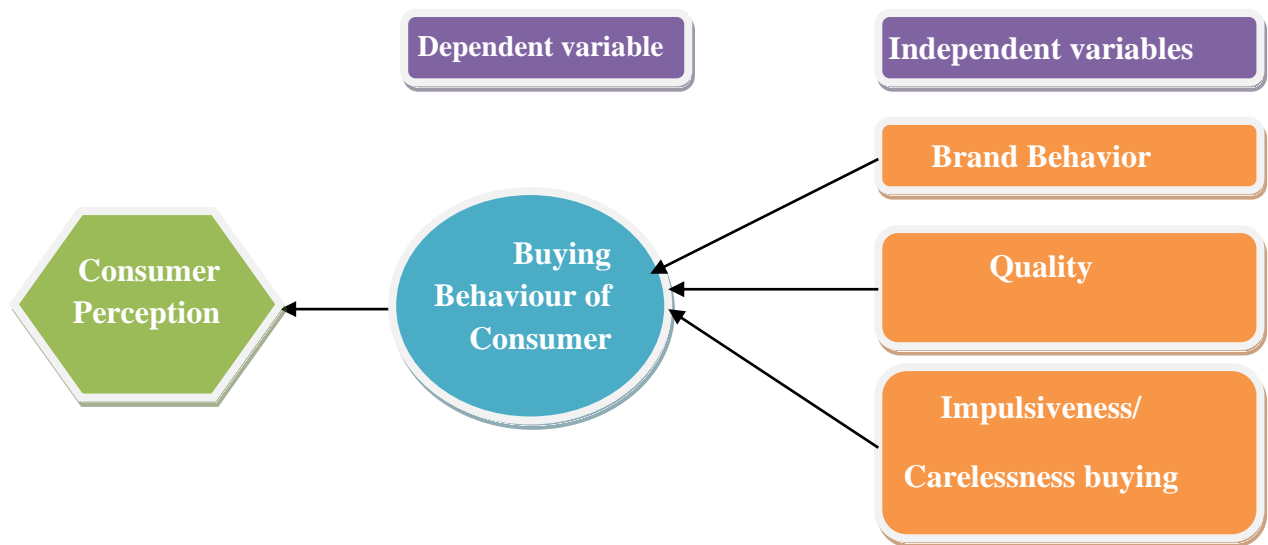 Dependent variable
Independent variables
Brand Behavior
Quality
Impulsiveness/
Carelessness buying
Buying
Behaviour of
Consumer
Consumer
Perception